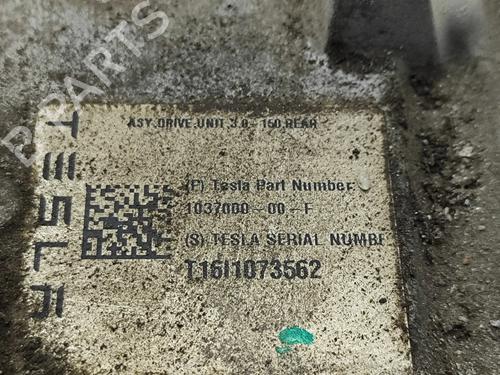 PARTS
TESLA
ASY,DRIVE UNIT 3.0 - 150,REAR
(P) Tesla Part Number:
1037000-00-F
(S) TESLA SERIAL NUMBE
T16I1073562